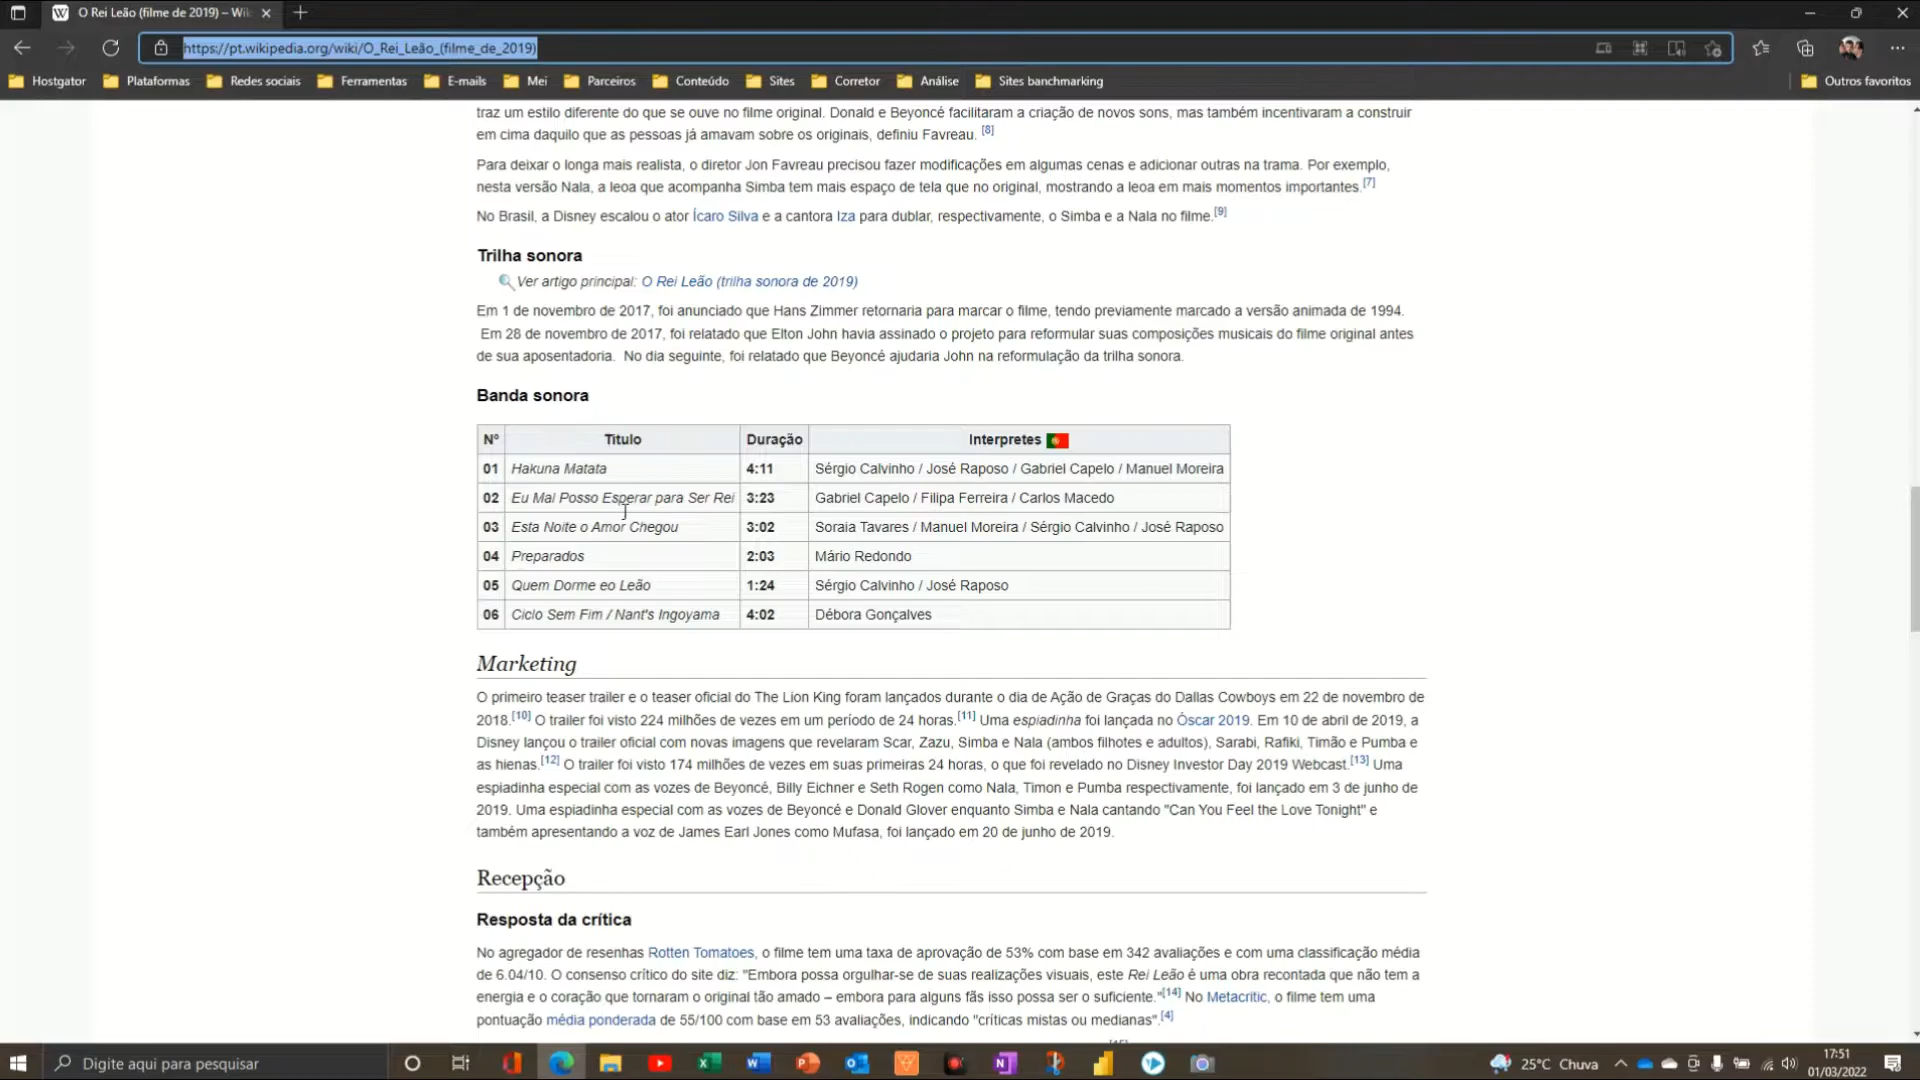 O Rei Leão (filme de 2019) – Wik
https://pt.wikipedia.org/wiki/O_Rei_Leão_(filme_de_2019)
Hostgator Plataformas Redes sociais Ferramentas E-mails Mei Parceiros Conteúdo Sites Corretor Análise Sites banchmarking Outros favoritos
traz um estilo diferente do que se ouve no filme original. Donald e Beyoncé facilitaram a criação de novos sons, mas também incentivaram a construir
em cima daquilo que as pessoas já amavam sobre os originais, definiu Favreau. [8]
Para deixar o longa mais realista, o diretor Jon Favreau precisou fazer modificações em algumas cenas e adicionar outras na trama. Por exemplo,
nesta versão Nala, a leoa que acompanha Simba tem mais espaço de tela que no original, mostrando a leoa em mais momentos importantes.[7]
No Brasil, a Disney escalou o ator Ícaro Silva e a cantora Iza para dublar, respectivamente, o Simba e a Nala no filme.[9]
Trilha sonora
Ver artigo principal: O Rei Leão (trilha sonora de 2019)
Em 1 de novembro de 2017, foi anunciado que Hans Zimmer retornaria para marcar o filme, tendo previamente marcado a versão animada de 1994.
Em 28 de novembro de 2017, foi relatado que Elton John havia assinado o projeto para reformular suas composições musicais do filme original antes
de sua aposentadoria. No dia seguinte, foi relatado que Beyoncé ajudaria John na reformulação da trilha sonora.
Banda sonora
Nº Titulo Duração Interpretes
01 Hakuna Matata 4:11 Sérgio Calvinho / José Raposo / Gabriel Capelo / Manuel Moreira
02 Eu Mal Posso Esperar para Ser Rei 3:23 Gabriel Capelo / Filipa Ferreira / Carlos Macedo
03 Esta Noite o Amor Chegou 3:02 Soraia Tavares / Manuel Moreira / Sérgio Calvinho / José Raposo
04 Preparados 2:03 Mário Redondo
05 Quem Dorme eo Leão 1:24 Sérgio Calvinho / José Raposo
06 Ciclo Sem Fim / Nant's Ingoyama 4:02 Débora Gonçalves
Marketing
O primeiro teaser trailer e o teaser oficial do The Lion King foram lançados durante o dia de Ação de Graças do Dallas Cowboys em 22 de novembro de
2018.[10] O trailer foi visto 224 milhões de vezes em um período de 24 horas.[11] Uma espiadinha foi lançada no Óscar 2019. Em 10 de abril de 2019, a
Disney lançou o trailer oficial com novas imagens que revelaram Scar, Zazu, Simba e Nala (ambos filhotes e adultos), Sarabi, Rafiki, Timão e Pumba e
as hienas.[12] O trailer foi visto 174 milhões de vezes em suas primeiras 24 horas, o que foi revelado no Disney Investor Day 2019 Webcast.[13] Uma
espiadinha especial com as vozes de Beyoncé, Billy Eichner e Seth Rogen como Nala, Timon e Pumba respectivamente, foi lançado em 3 de junho de
2019. Uma espiadinha especial com as vozes de Beyoncé e Donald Glover enquanto Simba e Nala cantando "Can You Feel the Love Tonight" e
também apresentando a voz de James Earl Jones como Mufasa, foi lançado em 20 de junho de 2019.
Recepção
Resposta da crítica
No agregador de resenhas Rotten Tomatoes, o filme tem uma taxa de aprovação de 53% com base em 342 avaliações e com uma classificação média
de 6.04/10. O consenso crítico do site diz: "Embora possa orgulhar-se de suas realizações visuais, este Rei Leão é uma obra recontada que não tem a
energia e o coração que tornaram o original tão amado – embora para alguns fãs isso possa ser o suficiente."[14] No Metacritic, o filme tem uma
pontuação média ponderada de 55/100 com base em 53 avaliações, indicando "críticas mistas ou medianas".[4]
Digite aqui para pesquisar
25°C Chuva
17:51
01/03/2022